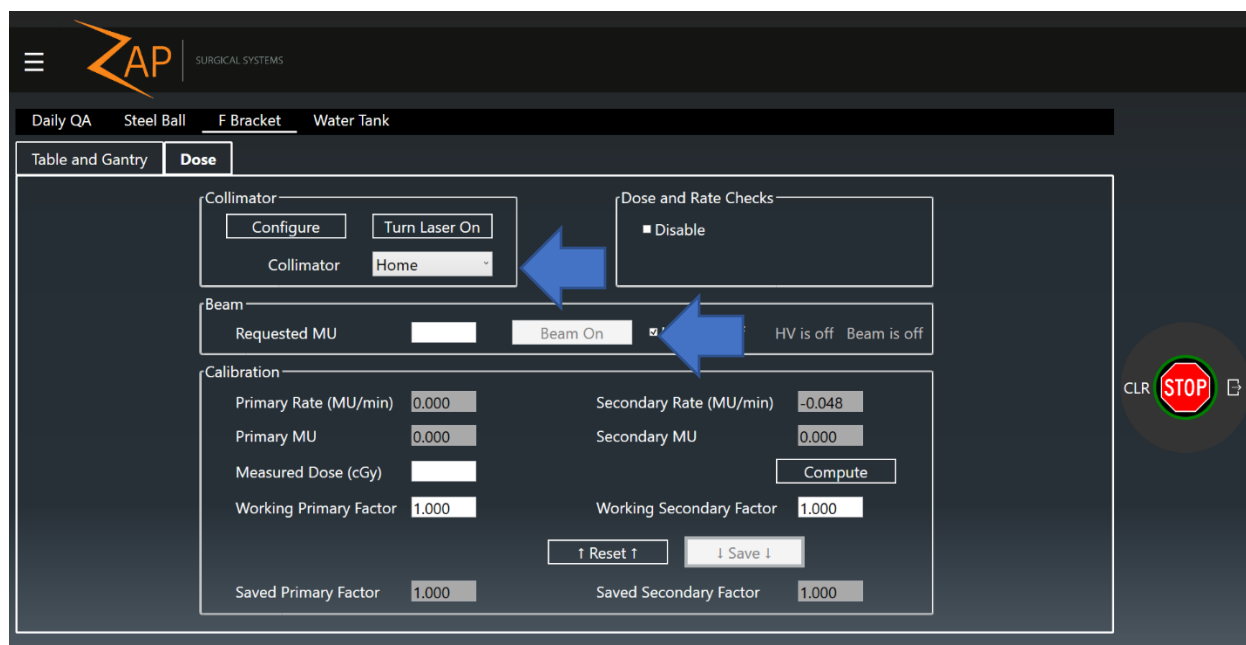 ZAP SURGICAL SYSTEMS
Daily QA Steel Ball F Bracket Water Tank
Table and Gantry Dose
Collimator
Configure Turn Laser On
Collimator Home
Dose and Rate Checks
Disable
Beam
Requested MU Beam On HV is off Beam is off
Calibration
Primary Rate (MU/min) 0.000 Secondary Rate (MU/min) -0.048
Primary MU 0.000 Secondary MU 0.000
Measured Dose (cGy) Compute
Working Primary Factor 1.000 Working Secondary Factor 1.000
↑ Reset ↑ ↓ Save ↓
Saved Primary Factor 1.000 Saved Secondary Factor 1.000
CLR STOP